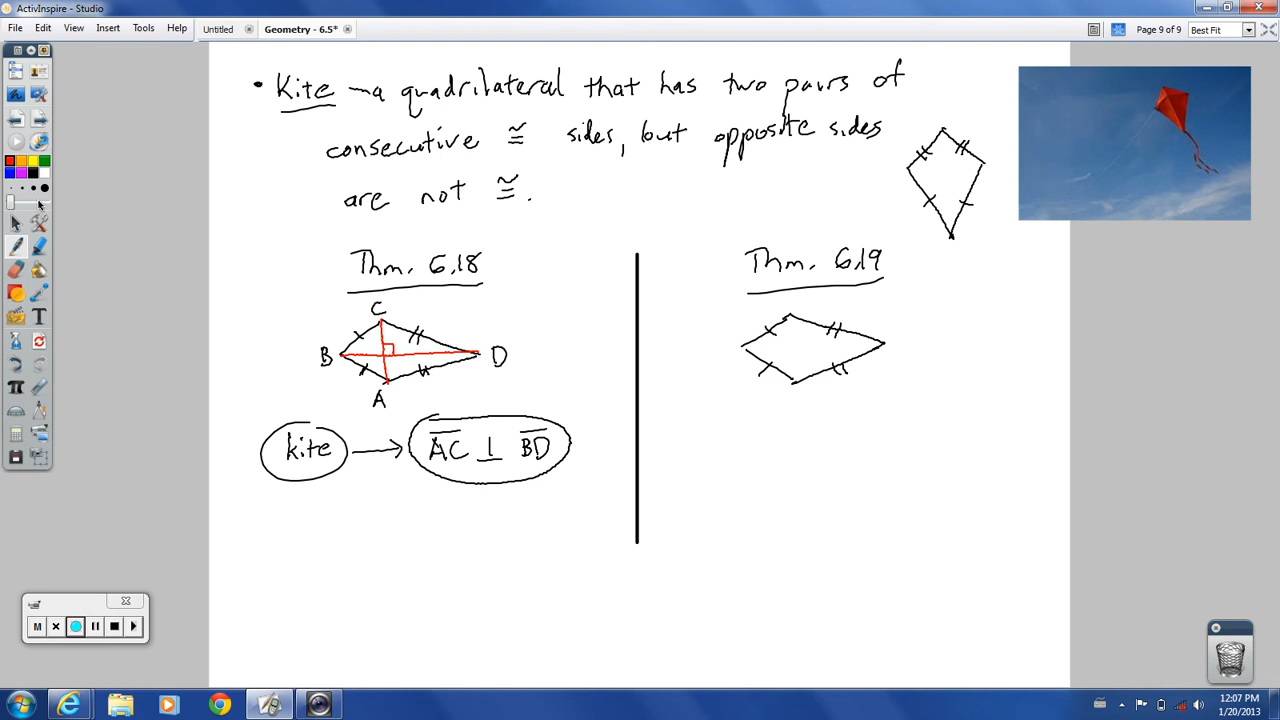 ActivInspire - Studio
File Edit View Insert Tools Help
Untitled
Geometry - 6.5*
Page 9 of 9
Best Fit
• Kite - a quadrilateral that has two pairs of
consecutive ≅ sides, but opposite sides
are not ≅.
Thm. 6.18
C
B
D
A
kite → AC ⊥ BD
Thm. 6.19
M
12:07 PM
1/20/2013